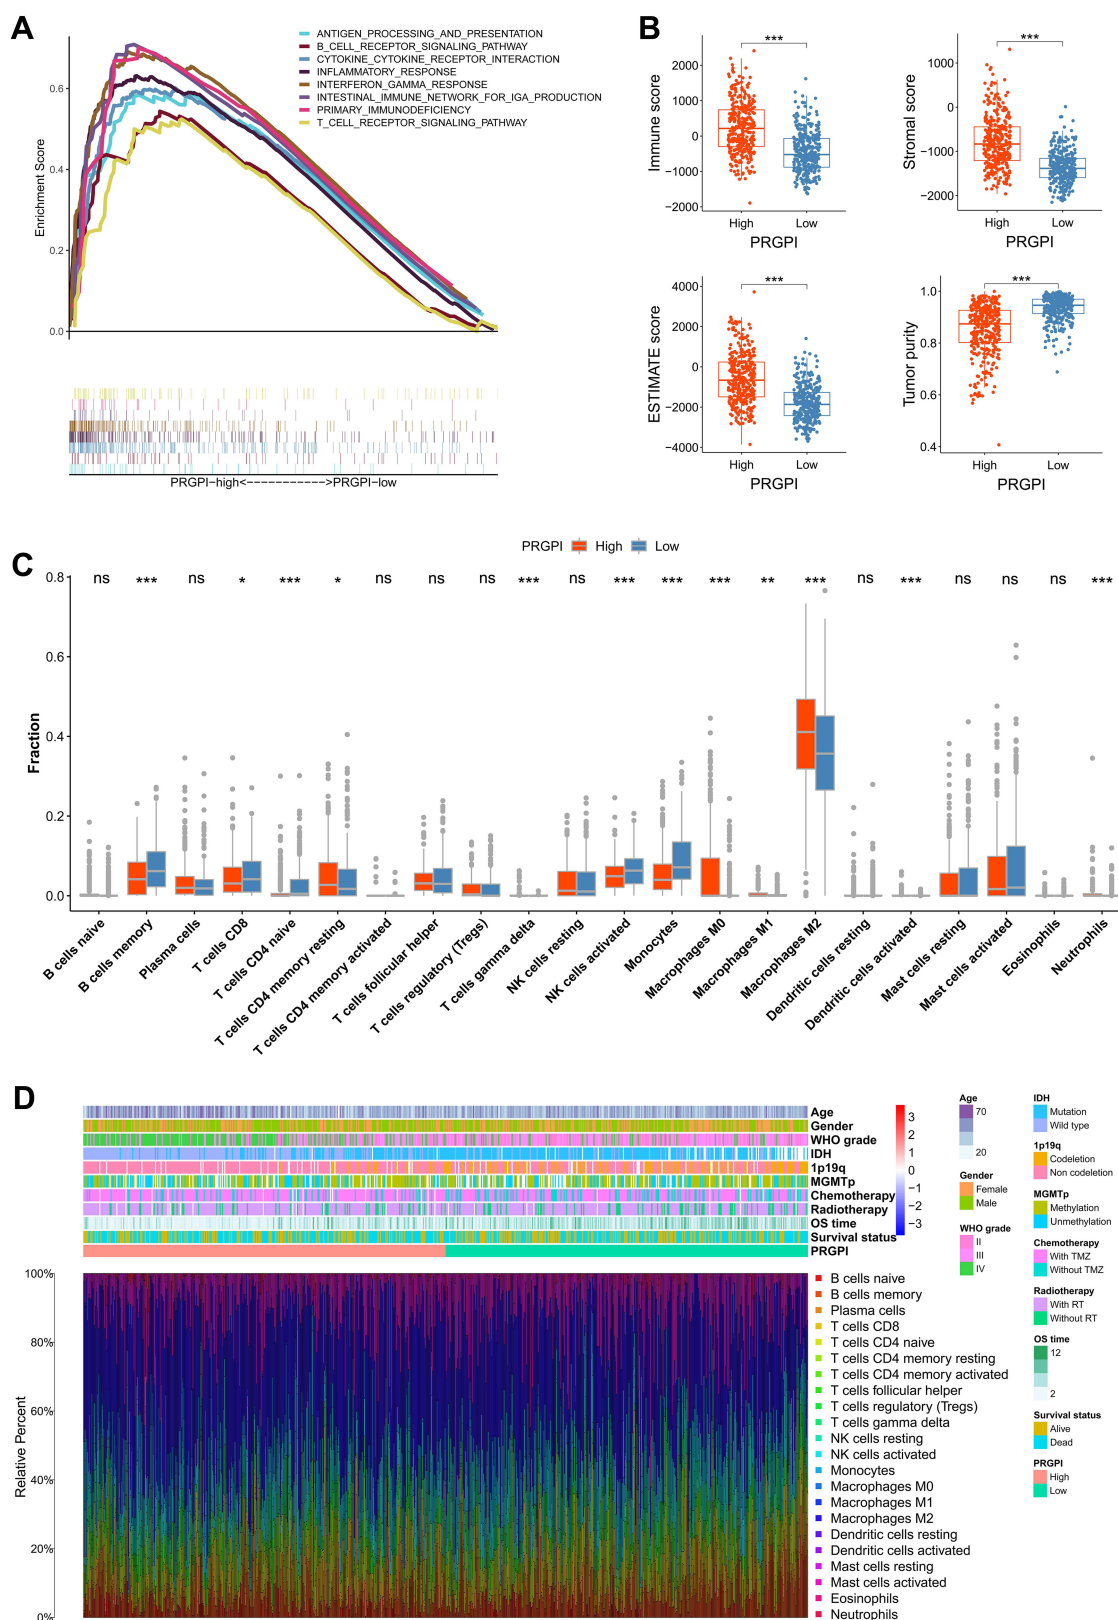 A
ANTIGEN_PROCESSING_AND_PRESENTATION
B_CELL_RECEPTOR_SIGNALING_PATHWAY
CYTOKINE_CYTOKINE_RECEPTOR_INTERACTION
INFLAMMATORY_RESPONSE
INTERFERON_GAMMA_RESPONSE
INTESTINAL_IMMUNE_NETWORK_FOR_IGA_PRODUCTION
PRIMARY_IMMUNODEFICIENCY
T_CELL_RECEPTOR_SIGNALING_PATHWAY
Enrichment Score
0.6
0.4
0.2
0.0
PRGPI−high<−−−−−−−−−−−>PRGPI−low
B
***
Immune score
2000
1000
0
−1000
−2000
High Low
PRGPI
***
Stromal score
1000
0
−1000
−2000
High Low
PRGPI
***
ESTIMATE score
4000
2000
0
−2000
−4000
High Low
PRGPI
***
Tumor purity
1.0
0.8
0.6
0.4
High Low
PRGPI
C
PRGPI High Low
ns *** ns * *** * ns ns ns *** ns *** *** *** ** *** ns *** ns ns ns ***
Fraction
0.8
0.6
0.4
0.2
0.0
B cells naive
B cells memory
Plasma cells
T cells CD8
T cells CD4 naive
T cells CD4 memory resting
T cells CD4 memory activated
T cells follicular helper
T cells regulatory (Tregs)
T cells gamma delta
NK cells resting
NK cells activated
Monocytes
Macrophages M0
Macrophages M1
Macrophages M2
Dendritic cells resting
Dendritic cells activated
Mast cells resting
Mast cells activated
Eosinophils
Neutrophils
D
Age
Gender
WHO grade
IDH
1p19q
MGMTp
Chemotherapy
Radiotherapy
OS time
Survival status
PRGPI
3
2
1
0
−1
−2
−3
Age
70
20
Gender
Female
Male
WHO grade
II
III
IV
IDH
Mutation
Wild type
1p19q
Codeletion
Non codeletion
MGMTp
Methylation
Unmethylation
Chemotherapy
With TMZ
Without TMZ
Radiotherapy
With RT
Without RT
OS time
12
2
Survival status
Alive
Dead
PRGPI
High
Low
Relative Percent
100%
80%
60%
40%
20%
0%
B cells naive
B cells memory
Plasma cells
T cells CD8
T cells CD4 naive
T cells CD4 memory resting
T cells CD4 memory activated
T cells follicular helper
T cells regulatory (Tregs)
T cells gamma delta
NK cells resting
NK cells activated
Monocytes
Macrophages M0
Macrophages M1
Macrophages M2
Dendritic cells resting
Dendritic cells activated
Mast cells resting
Mast cells activated
Eosinophils
Neutrophils